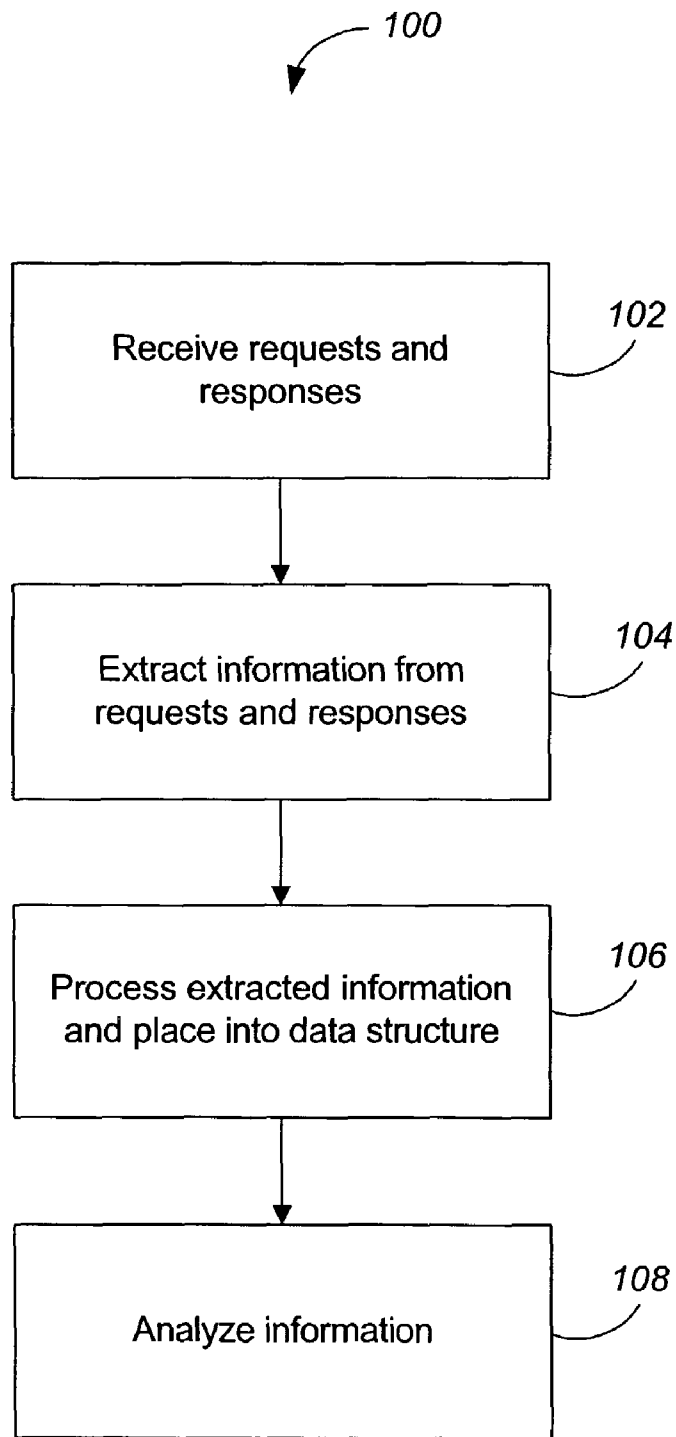 100
Receive requests and
responses
102
Extract information from
requests and responses
104
Process extracted information
and place into data structure
106
Analyze information
108